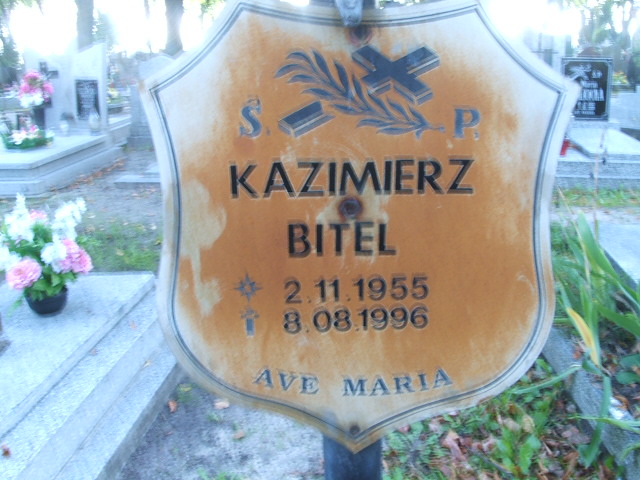 Ś. P.
KAZIMIERZ
BITEL
2.11.1955
8.08.1996
AVE MARIA